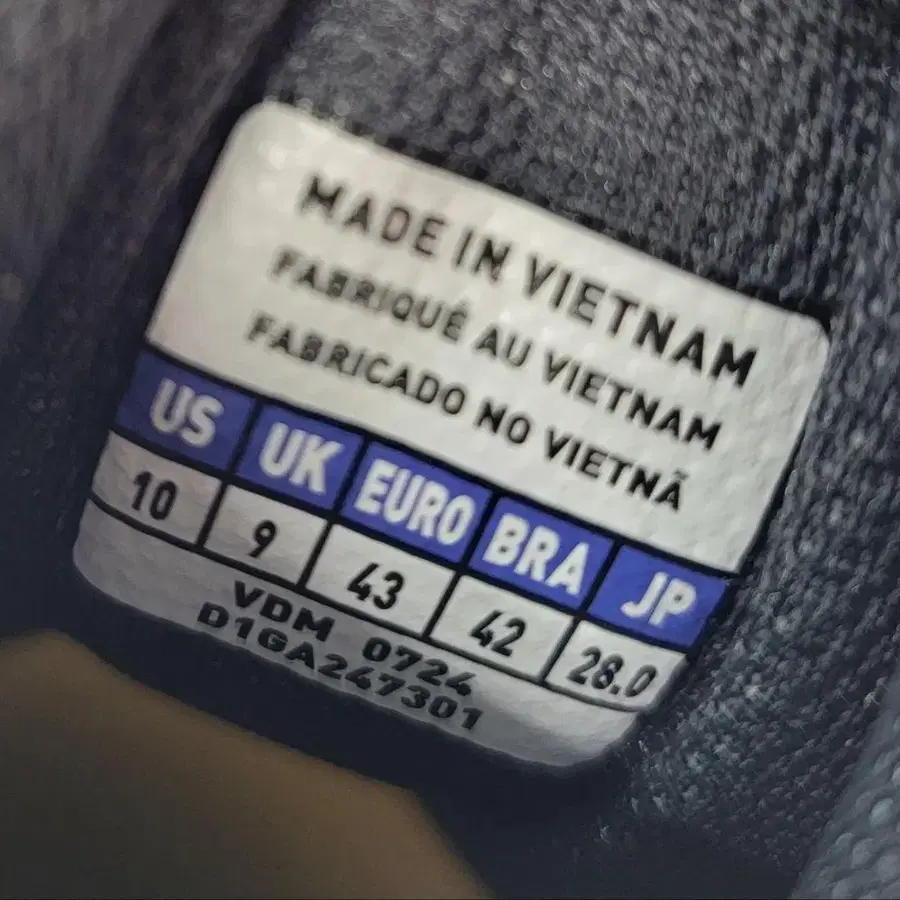 MADE IN VIETNAM
FABRIQUÉ AU VIETNAM
FABRICADO NO VIETNÃ
US UK EURO BRA JP
10 9 43 42 28.0
VDM 0724
D1GA247301